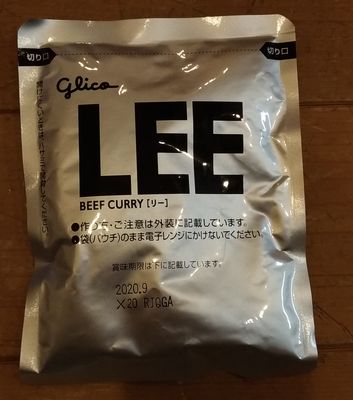 切り口
切り口
Glico
LEE
BEEF CURRY [リー]
●作り方・ご注意は外装に記載しています。
●袋(パウチ)のまま電子レンジにかけないでください。
賞味期限は下に記載しています。
2020.9
X20 RIGGA